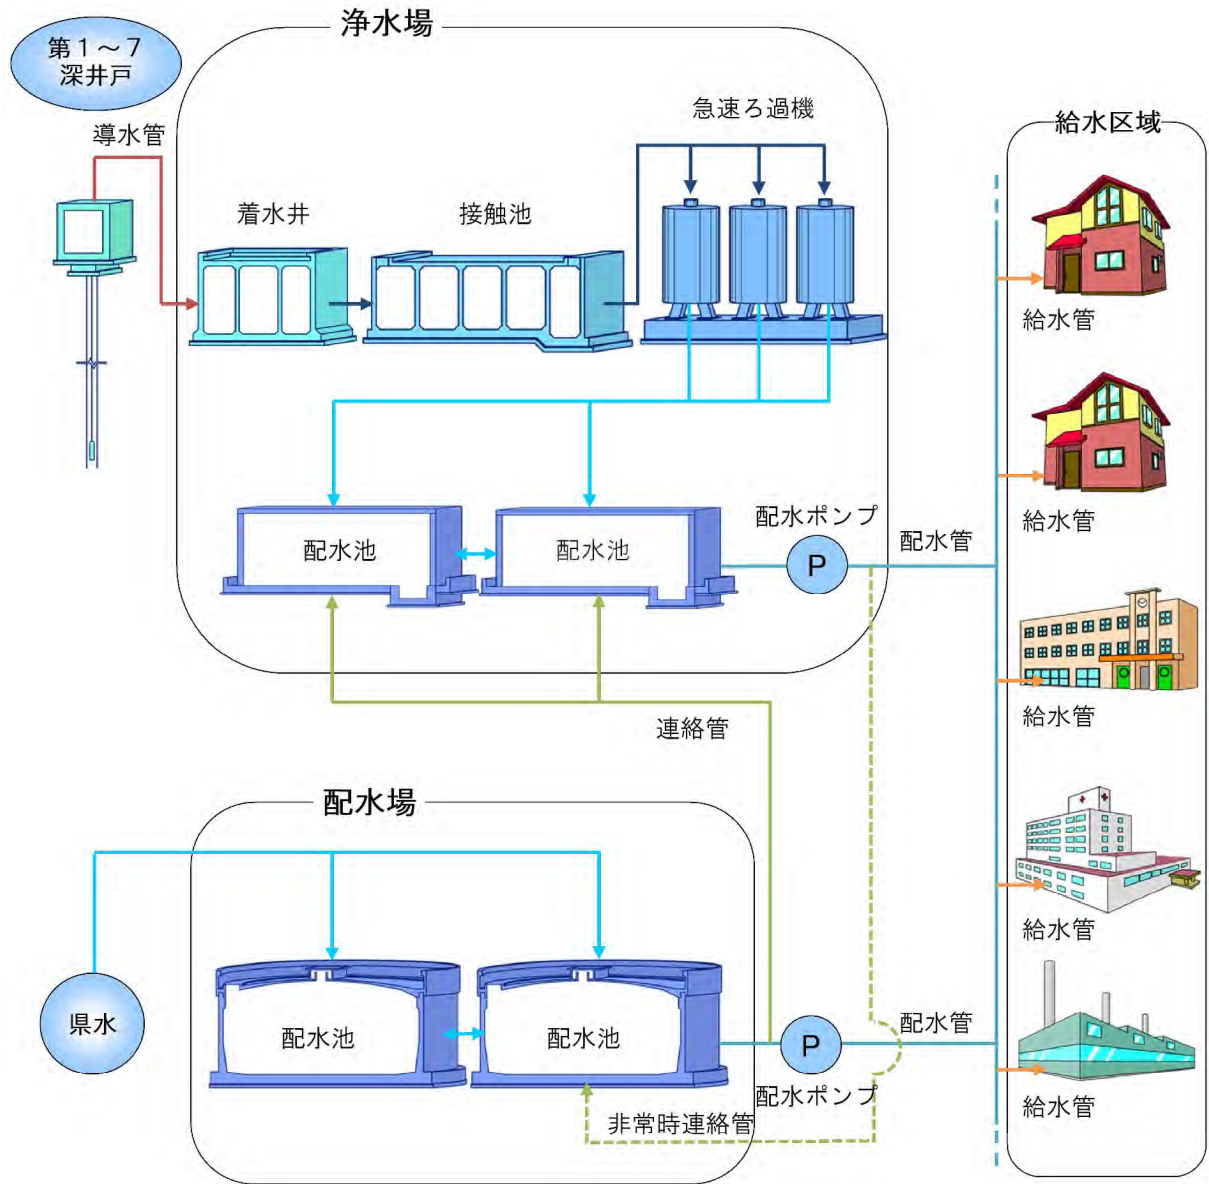 浄水場
第1～7
深井戸
導水管
急速ろ過機
着水井
接触池
給水区域
給水管
給水管
配水池
配水池
配水ポンプ
P
配水管
給水管
連絡管
配水場
給水管
県水
配水池
配水池
P
配水管
配水ポンプ
非常時連絡管
給水管